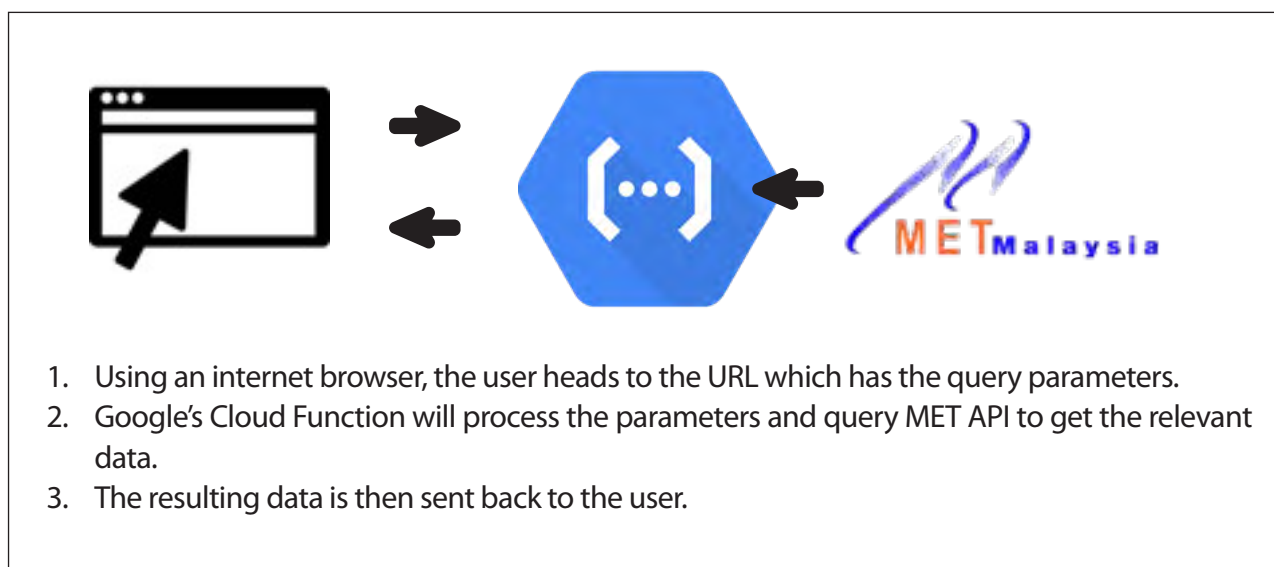 MET Malaysia
1. Using an internet browser, the user heads to the URL which has the query parameters.
2. Google’s Cloud Function will process the parameters and query MET API to get the relevant
data.
3. The resulting data is then sent back to the user.